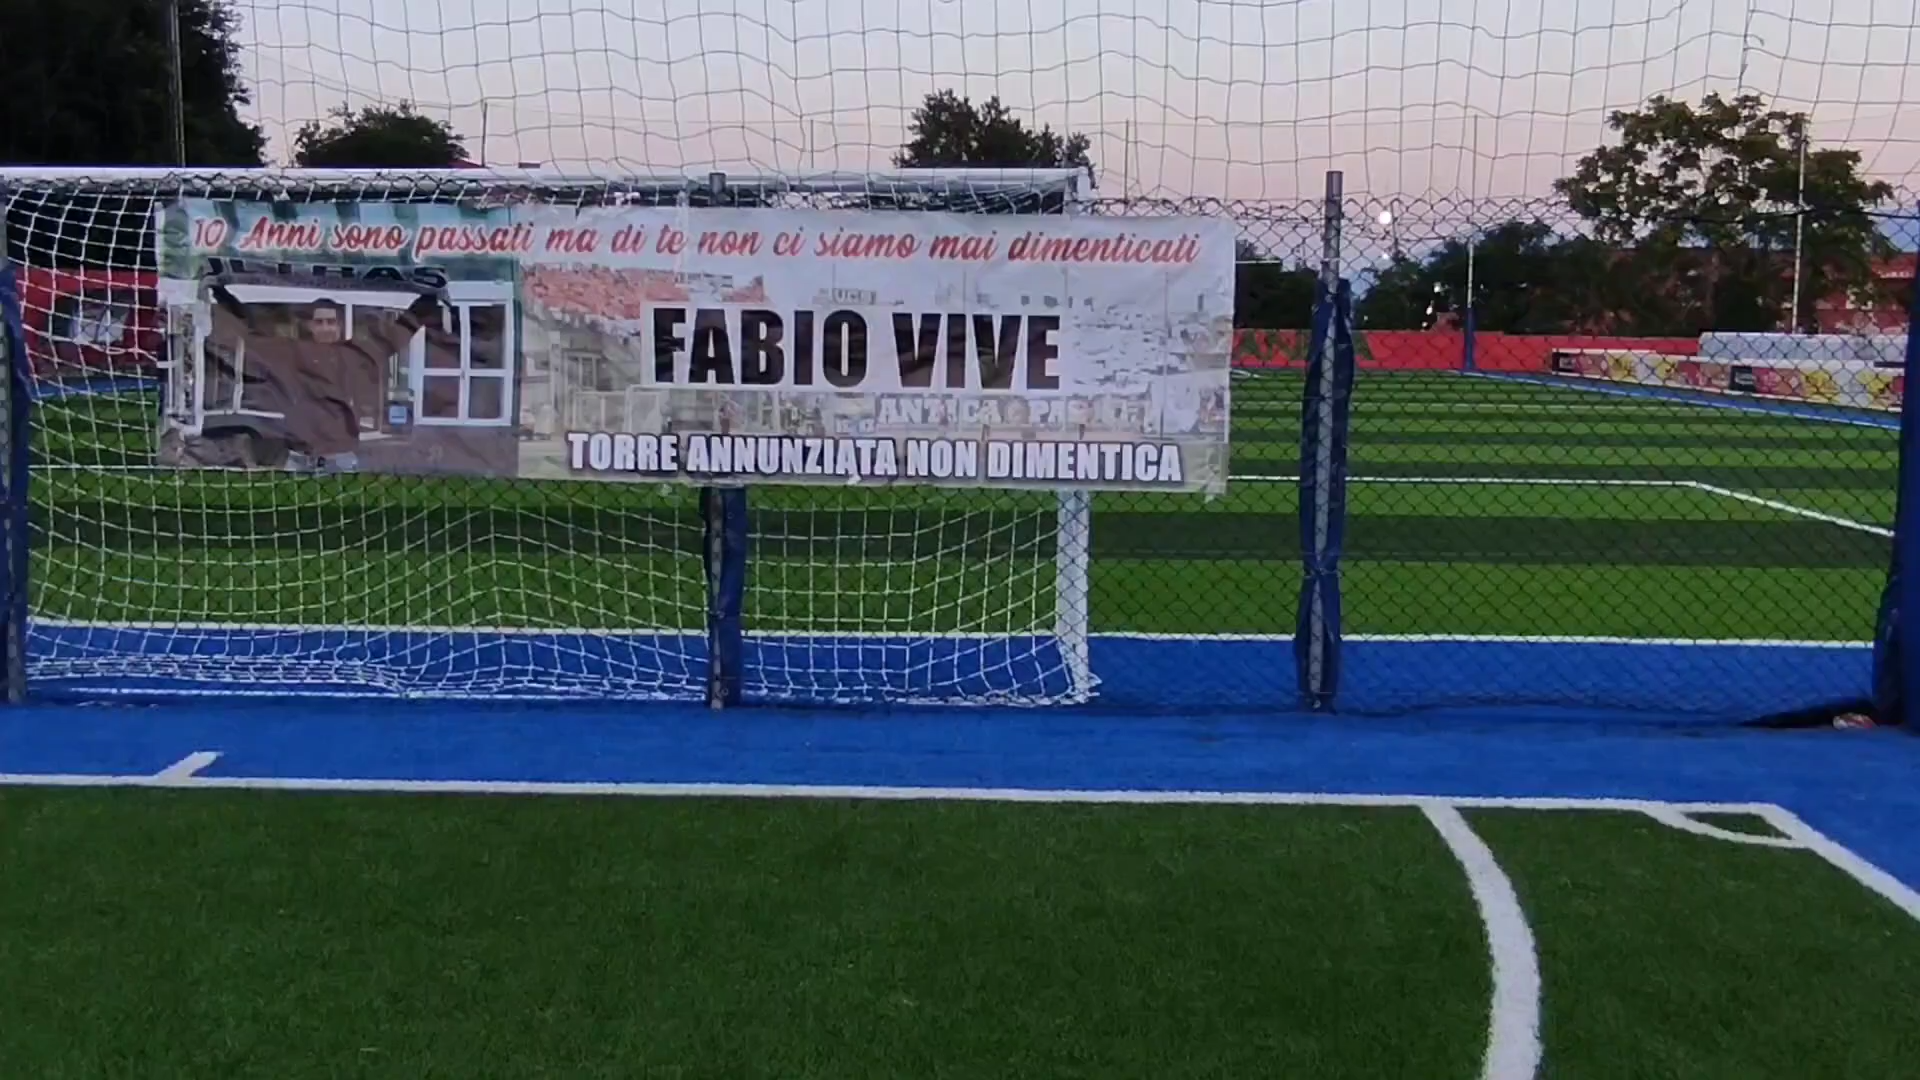 10 Anni sono passati ma di te non ci siamo mai dimenticati
FABIO VIVE
TORRE ANNUNZIATA NON DIMENTICA